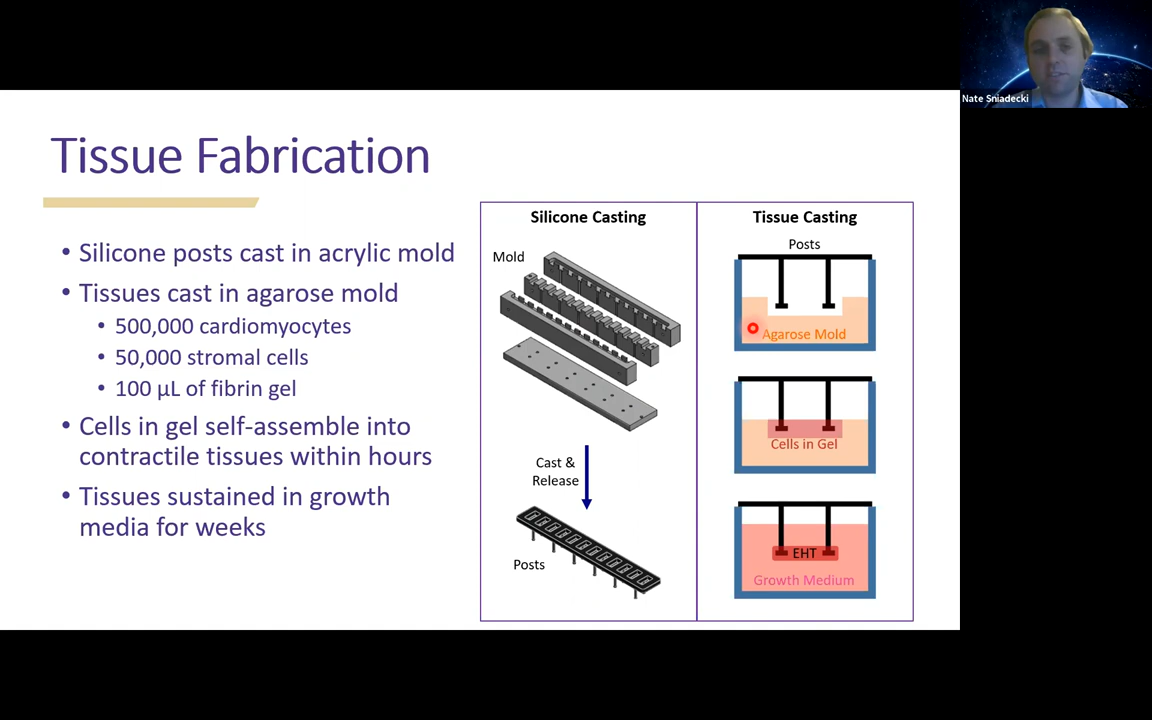 Nate Sniadecki
Tissue Fabrication
• Silicone posts cast in acrylic mold
• Tissues cast in agarose mold
• 500,000 cardiomyocytes
• 50,000 stromal cells
• 100 µL of fibrin gel
• Cells in gel self-assemble into
contractile tissues within hours
• Tissues sustained in growth
media for weeks
Silicone Casting
Mold
Cast &
Release
Posts
Tissue Casting
Posts
Agarose Mold
Cells in Gel
EHT
Growth Medium